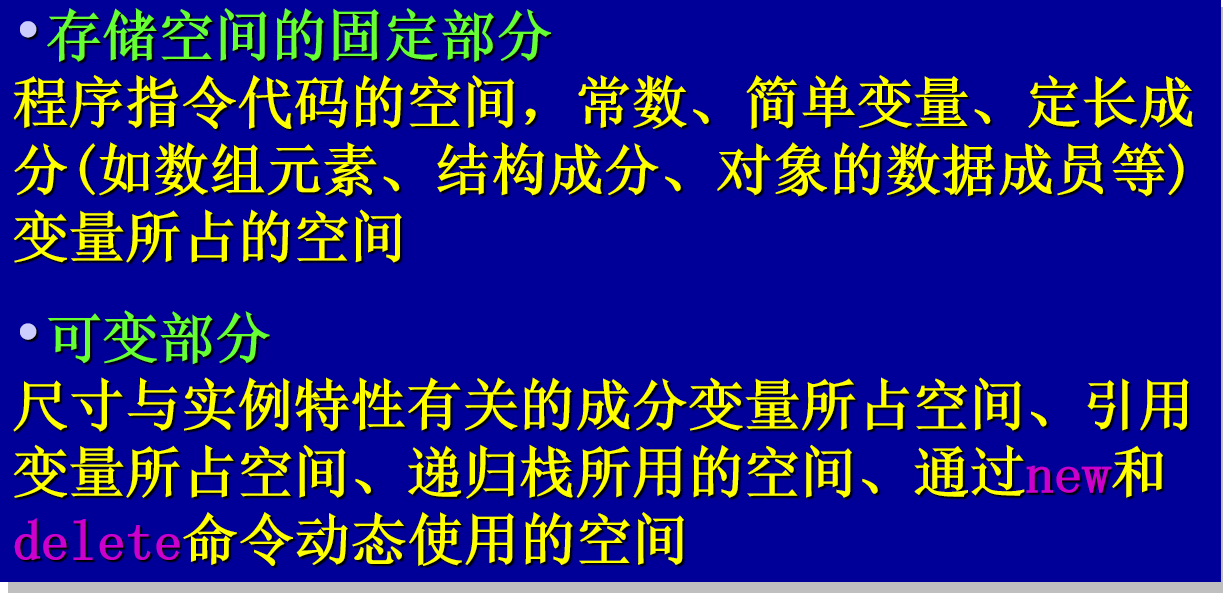 •存储空间的固定部分
程序指令代码的空间，常数、简单变量、定长成
分(如数组元素、结构成分、对象的数据成员等)
变量所占的空间
•可变部分
尺寸与实例特性有关的成分变量所占空间、引用
变量所占空间、递归栈所用的空间、通过new和
delete命令动态使用的空间